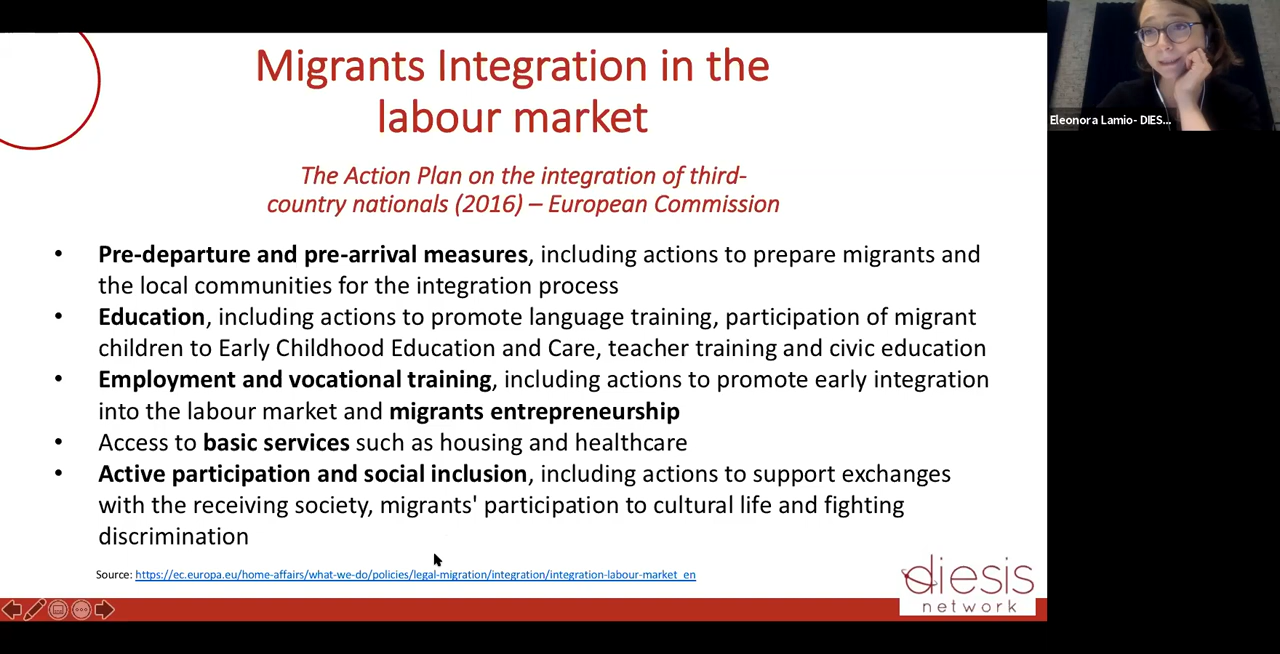 Migrants Integration in the
labour market
The Action Plan on the integration of third-
country nationals (2016) – European Commission
• Pre-departure and pre-arrival measures, including actions to prepare migrants and
the local communities for the integration process
• Education, including actions to promote language training, participation of migrant
children to Early Childhood Education and Care, teacher training and civic education
• Employment and vocational training, including actions to promote early integration
into the labour market and migrants entrepreneurship
• Access to basic services such as housing and healthcare
• Active participation and social inclusion, including actions to support exchanges
with the receiving society, migrants' participation to cultural life and fighting
discrimination
Source: https://ec.europa.eu/home-affairs/what-we-do/policies/legal-migration/integration/integration-labour-market_en
diesis
network
Eleonora Lamio- DIES...